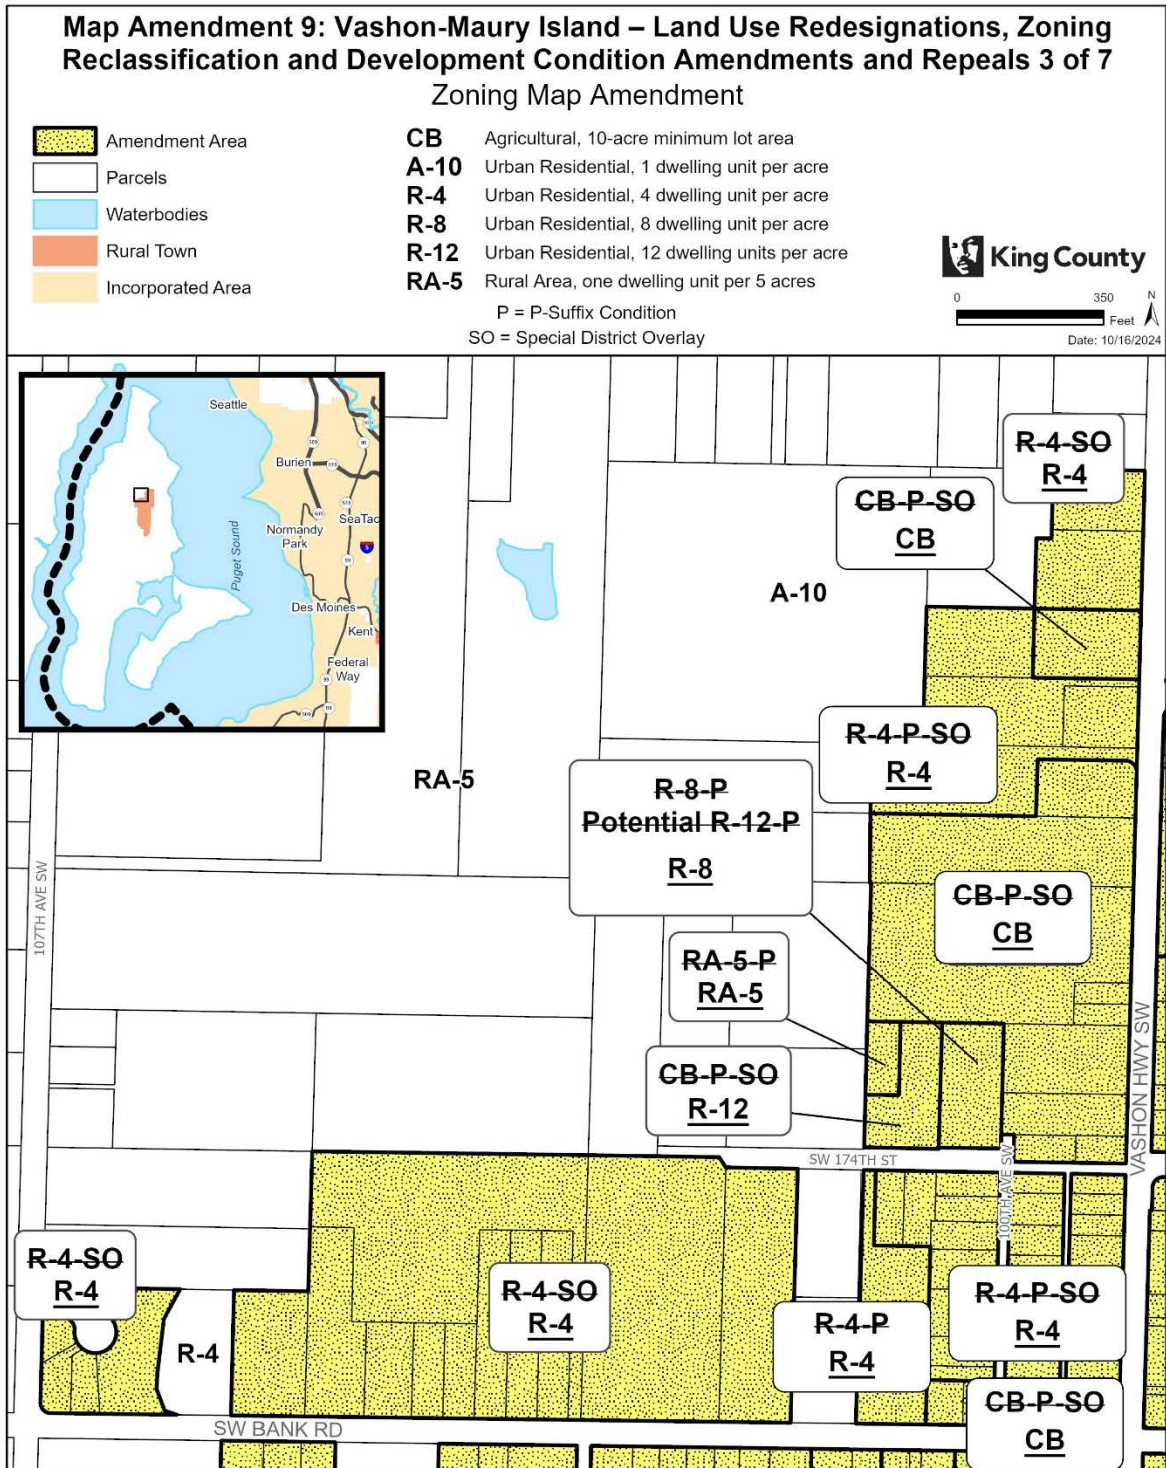 Map Amendment 9: Vashon-Maury Island – Land Use Redesignations, Zoning
Reclassification and Development Condition Amendments and Repeals 3 of 7
Zoning Map Amendment
Amendment Area
Parcels
Waterbodies
Rural Town
Incorporated Area
CB Agricultural, 10-acre minimum lot area
A-10 Urban Residential, 1 dwelling unit per acre
R-4 Urban Residential, 4 dwelling unit per acre
R-8 Urban Residential, 8 dwelling unit per acre
R-12 Urban Residential, 12 dwelling units per acre
RA-5 Rural Area, one dwelling unit per 5 acres
P = P-Suffix Condition
SO = Special District Overlay
King County
0 350
Feet
N
Date: 10/16/2024
Seattle
Burien
SeaTac
Normandy
Park
Puget Sound
Des Moines
Kent
Federal
Way
509
518
99
5
R-4-SO
R-4
CB-P-SO
CB
A-10
R-4-P-SO
R-4
RA-5
R-8-P
Potential R-12-P
R-8
CB-P-SO
CB
107TH AVE SW
RA-5-P
RA-5
CB-P-SO
R-12
VASHON HWY SW
SW 174TH ST
100TH AVE SW
R-4-SO
R-4
R-4
R-4-SO
R-4
R-4-P
R-4
R-4-P-SO
R-4
CB-P-SO
CB
SW BANK RD